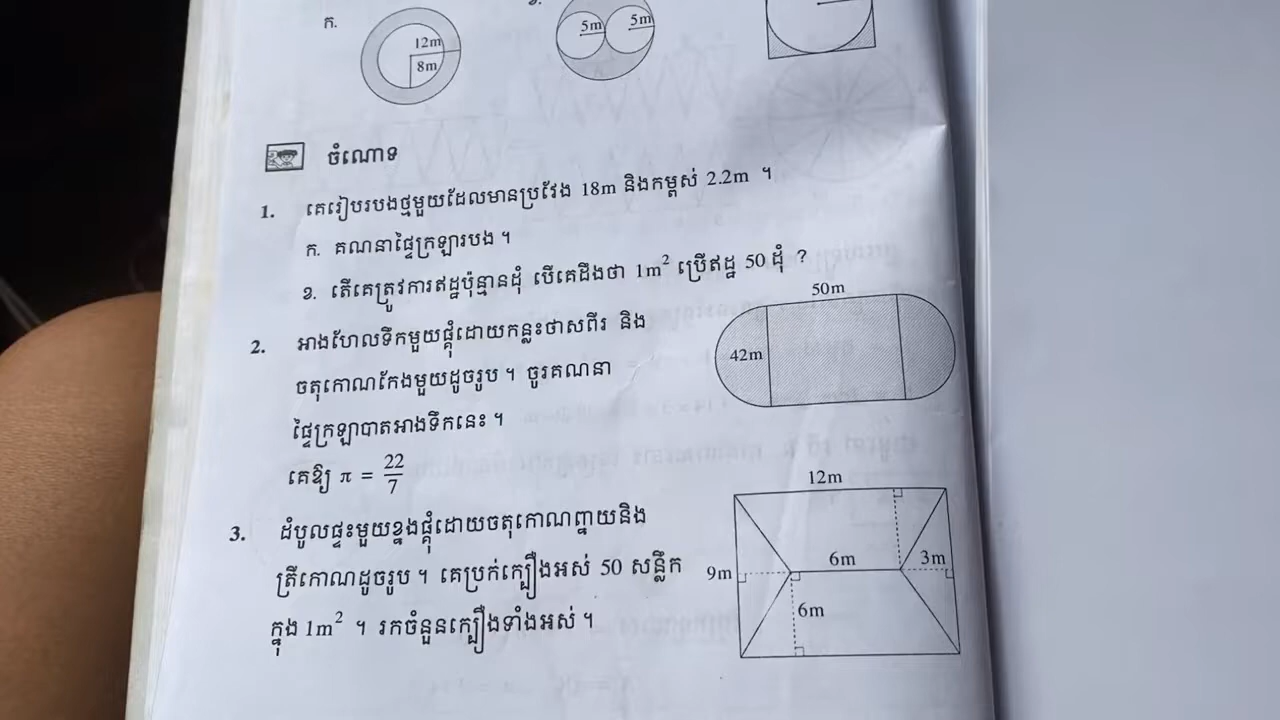 ក.
12m
8m
5m
5m
ចំណោទ
1. គេរៀបរបងថ្មមួយដែលមានប្រវែង 18m និងកម្ពស់ 2.2m ។
ក. គណនាផ្ទៃក្រឡារបង ។
ខ. តើគេត្រូវការឥដ្ឋប៉ុន្មានដុំ បើគេដឹងថា 1m² ប្រើឥដ្ឋ 50 ដុំ ?
2. អាងហែលទឹកមួយផ្គុំដោយកន្លះថាសពីរ និង
ចតុកោណកែងមួយដូចរូប ។ ចូរគណនា
ផ្ទៃក្រឡាបាតអាងទឹកនេះ ។
គេឱ្យ π = 22/7
50m
42m
3. ដំបូលផ្ទះមួយខ្នងផ្គុំដោយចតុកោណព្នាយនិង
ត្រីកោណដូចរូប ។ គេប្រក់ក្បឿងអស់ 50 សន្លឹក
ក្នុង 1m² ។ រកចំនួនក្បឿងទាំងអស់ ។
12m
9m
6m
3m
6m